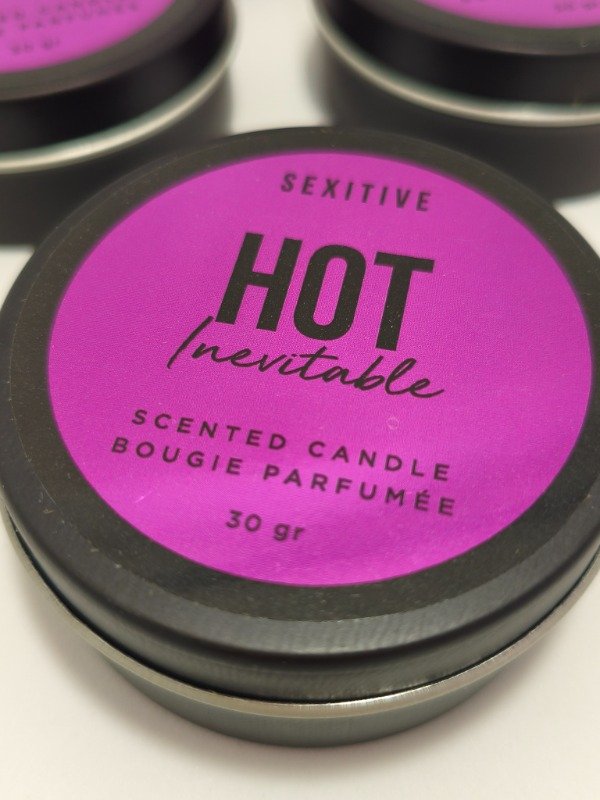 SEXITIVE
HOT
Inevitable
SCENTED CANDLE
BOUGIE PARFUMÉE
30 gr